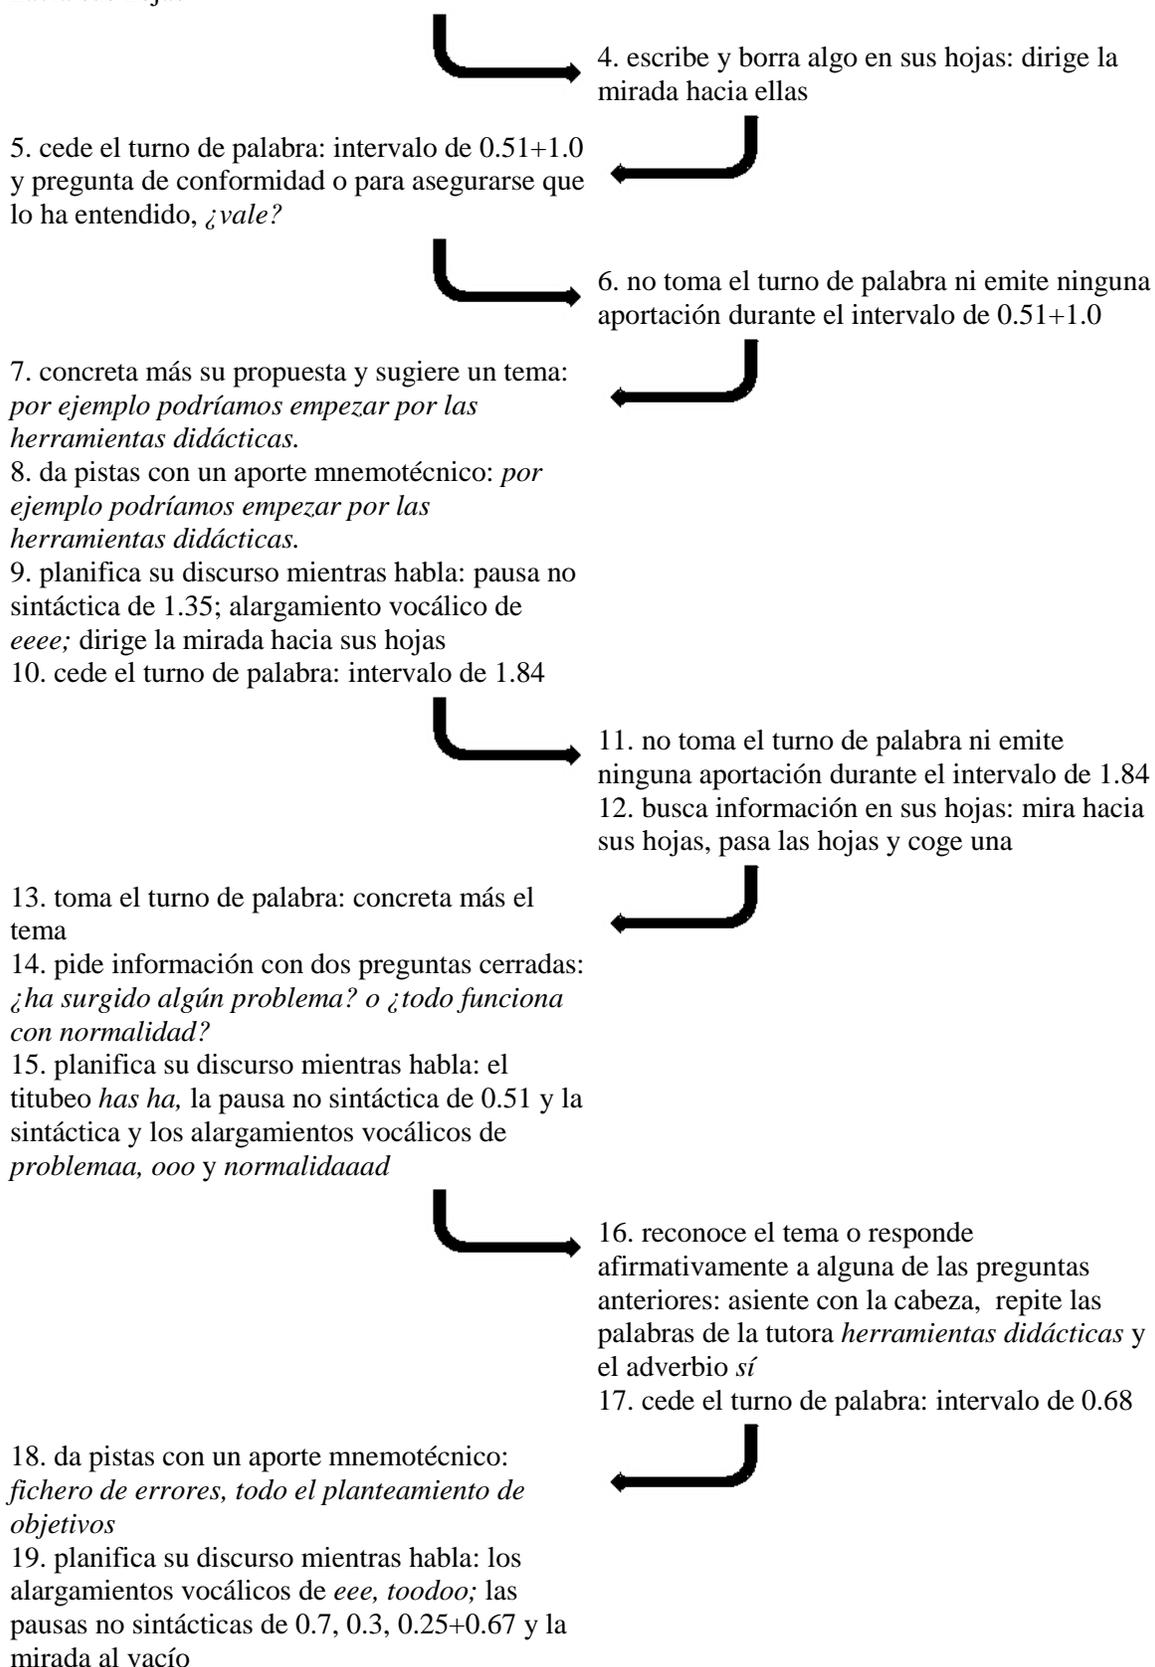 4. escribe y borra algo en sus hojas: dirige la
mirada hacia ellas
5. cede el turno de palabra: intervalo de 0.51+1.0
y pregunta de conformidad o para asegurarse que
lo ha entendido, ¿vale?
6. no toma el turno de palabra ni emite ninguna
aportación durante el intervalo de 0.51+1.0
7. concreta más su propuesta y sugiere un tema:
por ejemplo podríamos empezar por las
herramientas didácticas.
8. da pistas con un aporte mnemotécnico: por
ejemplo podríamos empezar por las
herramientas didácticas.
9. planifica su discurso mientras habla: pausa no
sintáctica de 1.35; alargamiento vocálico de
eeee; dirige la mirada hacia sus hojas
10. cede el turno de palabra: intervalo de 1.84
11. no toma el turno de palabra ni emite
ninguna aportación durante el intervalo de 1.84
12. busca información en sus hojas: mira hacia
sus hojas, pasa las hojas y coge una
13. toma el turno de palabra: concreta más el
tema
14. pide información con dos preguntas cerradas:
¿ha surgido algún problema? o ¿todo funciona
con normalidad?
15. planifica su discurso mientras habla: el
titubeo has ha, la pausa no sintáctica de 0.51 y la
sintáctica y los alargamientos vocálicos de
problemaa, ooo y normalidaaad
16. reconoce el tema o responde
afirmativamente a alguna de las preguntas
anteriores: asiente con la cabeza, repite las
palabras de la tutora herramientas didácticas y
el adverbio sí
17. cede el turno de palabra: intervalo de 0.68
18. da pistas con un aporte mnemotécnico:
fichero de errores, todo el planteamiento de
objetivos
19. planifica su discurso mientras habla: los
alargamientos vocálicos de eee, toodoo; las
pausas no sintácticas de 0.7, 0.3, 0.25+0.67 y la
mirada al vacío